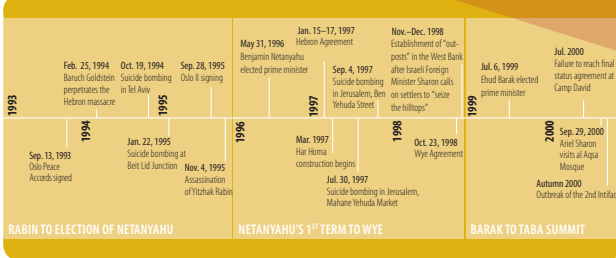 1993
Sep. 13, 1993
Oslo Peace
Accords signed
Feb. 25, 1994
Baruch Goldstein
perpetrates the
Hebron massacre
1994
Oct. 19, 1994
Suicide bombing
in Tel Aviv
1995
Jan. 22, 1995
Suicide bombing at
Beit Lid Junction
Sep. 28, 1995
Oslo II signing
Nov. 4, 1995
Assassination
of Yitzhak Rabin
RABIN TO ELECTION OF NETANYAHU
1996
May 31, 1996
Benjamin Netanyahu
elected prime minister
Jan. 15–17, 1997
Hebron Agreement
1997
Mar. 1997
Har Homa
construction begins
Sep. 4, 1997
Suicide bombing
in Jerusalem, Ben
Yehuda Street
Jul. 30, 1997
Suicide bombing in Jerusalem,
Mahane Yehuda Market
1998
Nov.–Dec. 1998
Establishment of "out-
posts" in the West Bank
after Israeli Foreign
Minister Sharon calls
on settlers to "seize
the hilltops"
Oct. 23, 1998
Wye Agreement
NETANYAHU'S 1ST TERM TO WYE
1999
Jul. 6, 1999
Ehud Barak elected
prime minister
Jul. 2000
Failure to reach final
status agreement at
Camp David
2000
Sep. 29, 2000
Ariel Sharon
visits al Aqsa
Mosque
Autumn 2000
Outbreak of the 2nd Intifad
BARAK TO TABA SUMMIT